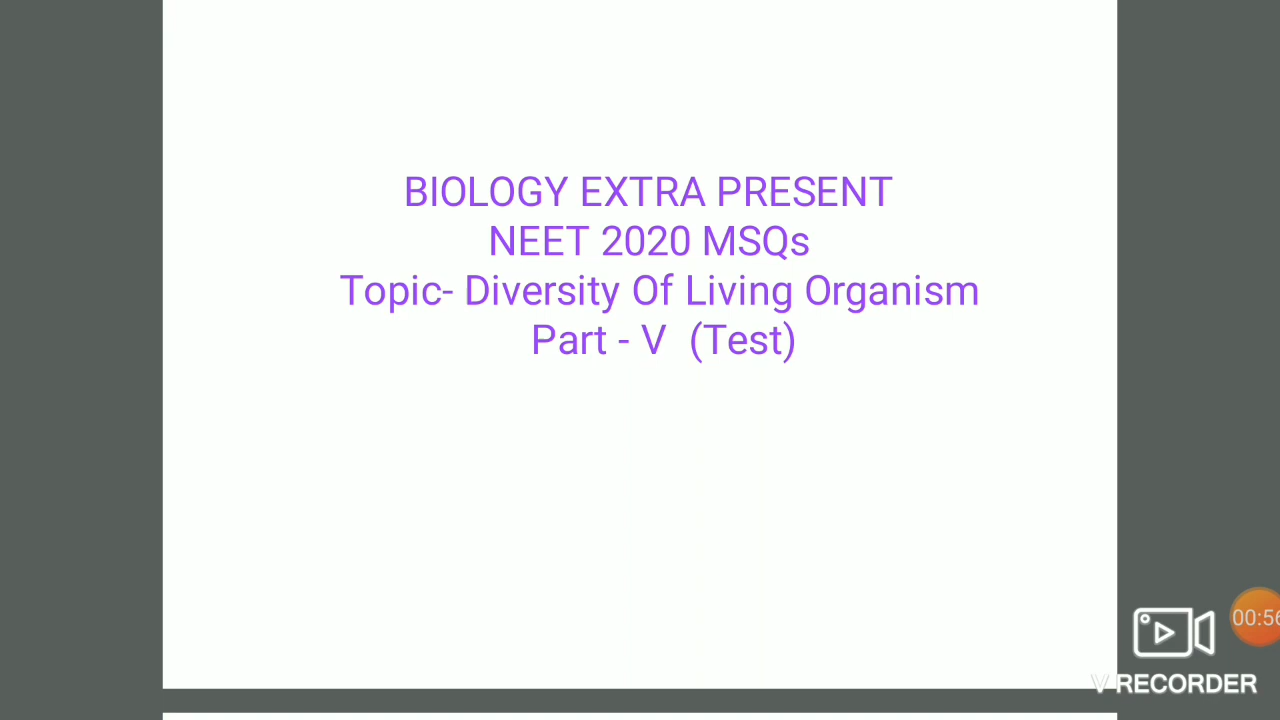 BIOLOGY EXTRA PRESENT
NEET 2020 MSQs
Topic- Diversity Of Living Organism
Part - V (Test)
00:56
V RECORDER